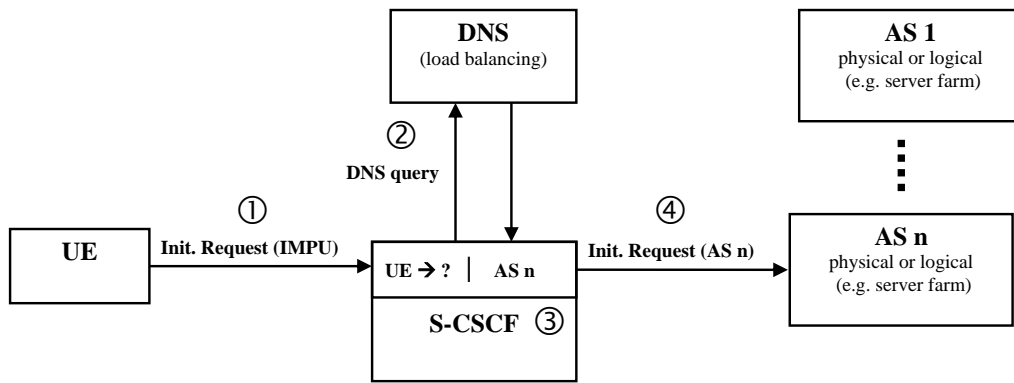 DNS
(load balancing)
AS 1
physical or logical
(e.g. server farm)
②
DNS query
①
④
UE
Init. Request (IMPU)
UE → ? | AS n
Init. Request (AS n)
AS n
physical or logical
(e.g. server farm)
S-CSCF ③